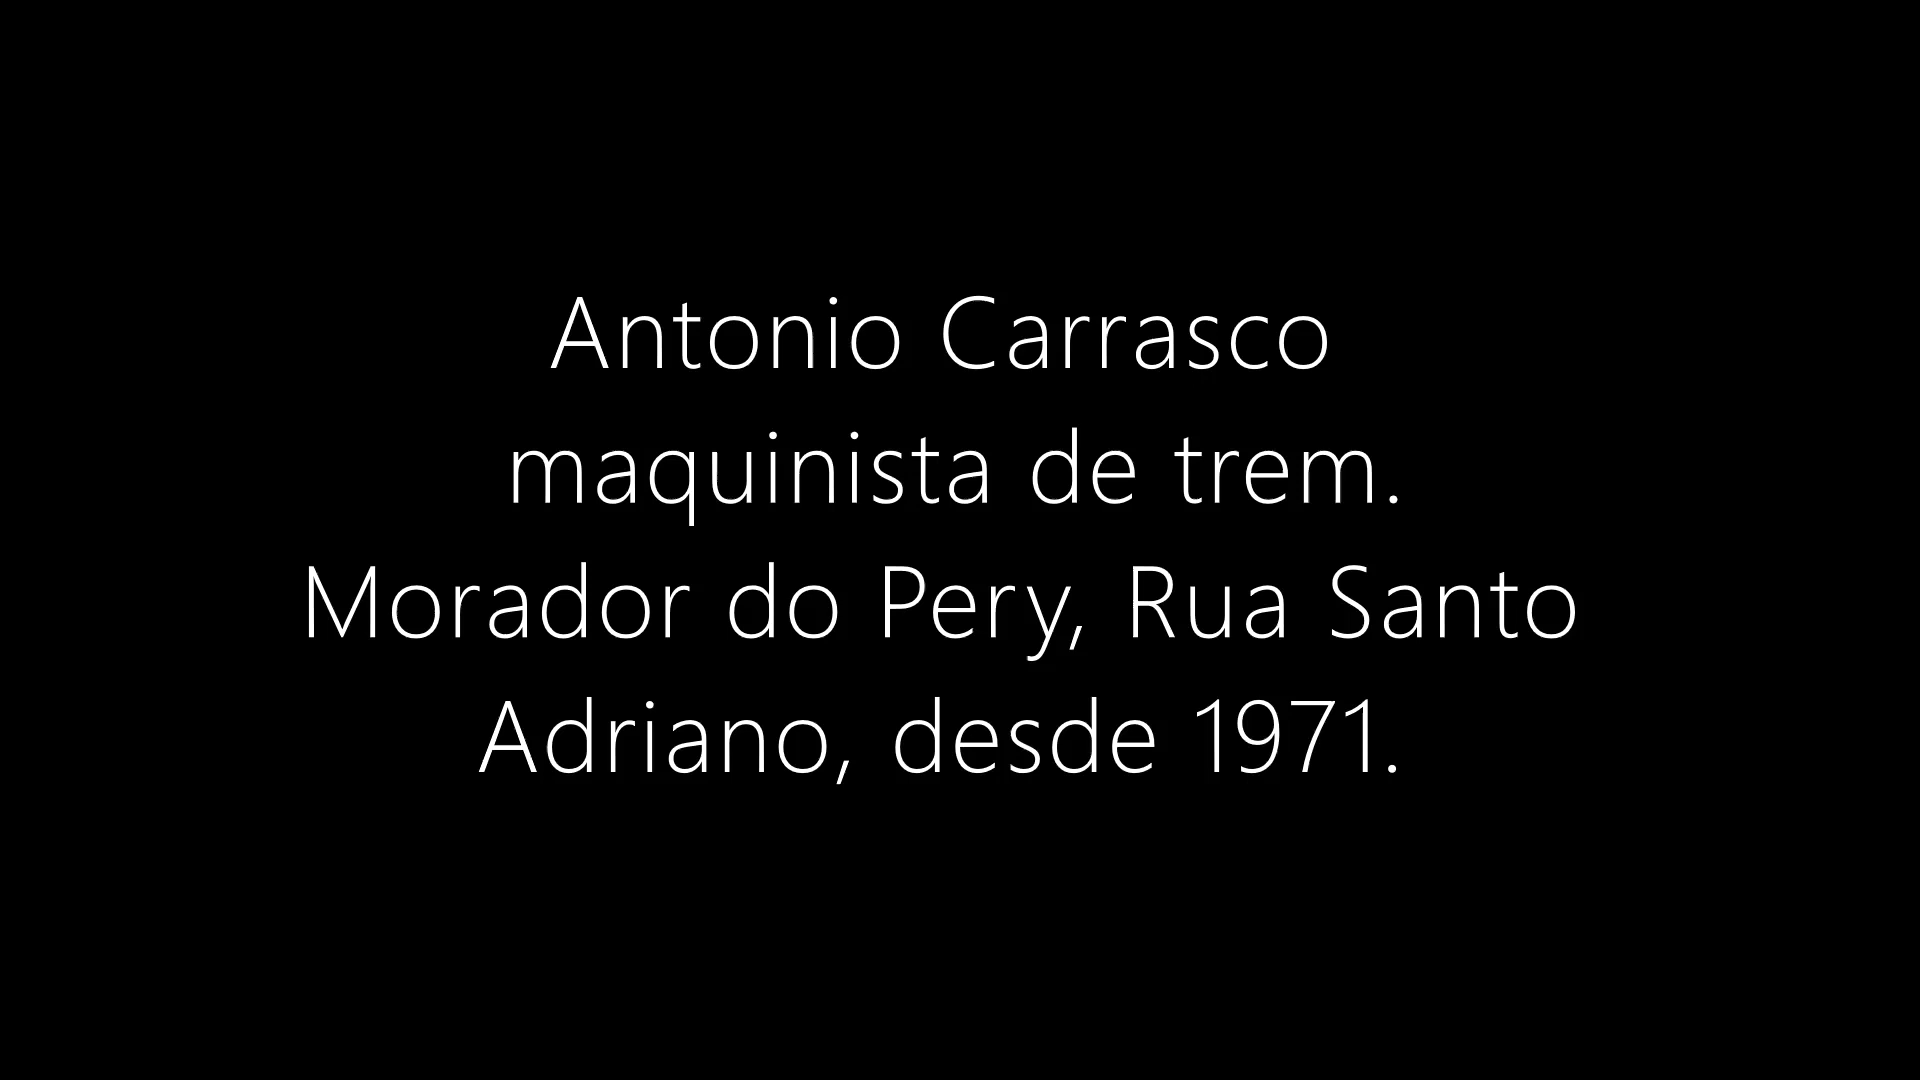 Antonio Carrasco
maquinista de trem.
Morador do Pery, Rua Santo
Adriano, desde 1971.